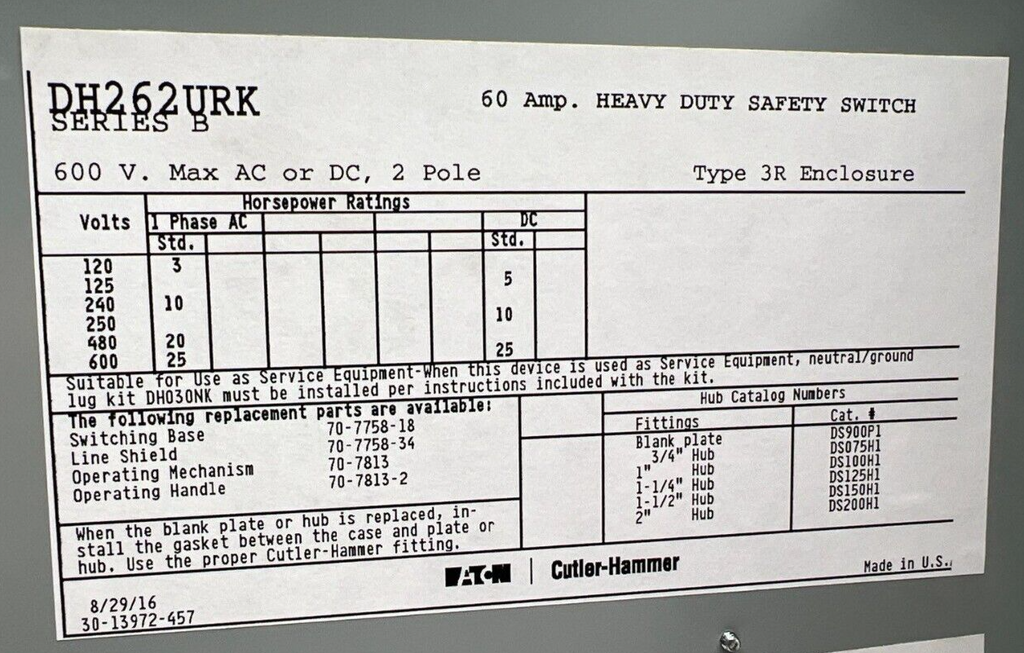 DH262URK
SERIES B
60 Amp. HEAVY DUTY SAFETY SWITCH
600 V. Max AC or DC, 2 Pole
Type 3R Enclosure
Horsepower Ratings
Volts 1 Phase AC DC
Std. Std.
120 3
125 5
240 10
250 10
480 20
600 25 25
Suitable for Use as Service Equipment-When this device is used as Service Equipment, neutral/ground
lug kit DH030NK must be installed per instructions included with the kit.
The following replacement parts are available:
Switching Base 70-7758-18
Line Shield 70-7758-34
Operating Mechanism 70-7813
Operating Handle 70-7813-2
Hub Catalog Numbers
Fittings Cat. #
Blank plate DS900P1
3/4" Hub DS075H1
1" Hub DS100H1
1-1/4" Hub DS125H1
1-1/2" Hub DS150H1
2" Hub DS200H1
When the blank plate or hub is replaced, in-
stall the gasket between the case and plate or
hub. Use the proper Cutler-Hammer fitting.
EATON | Cutler-Hammer
Made in U.S.
8/29/16
30-13972-457